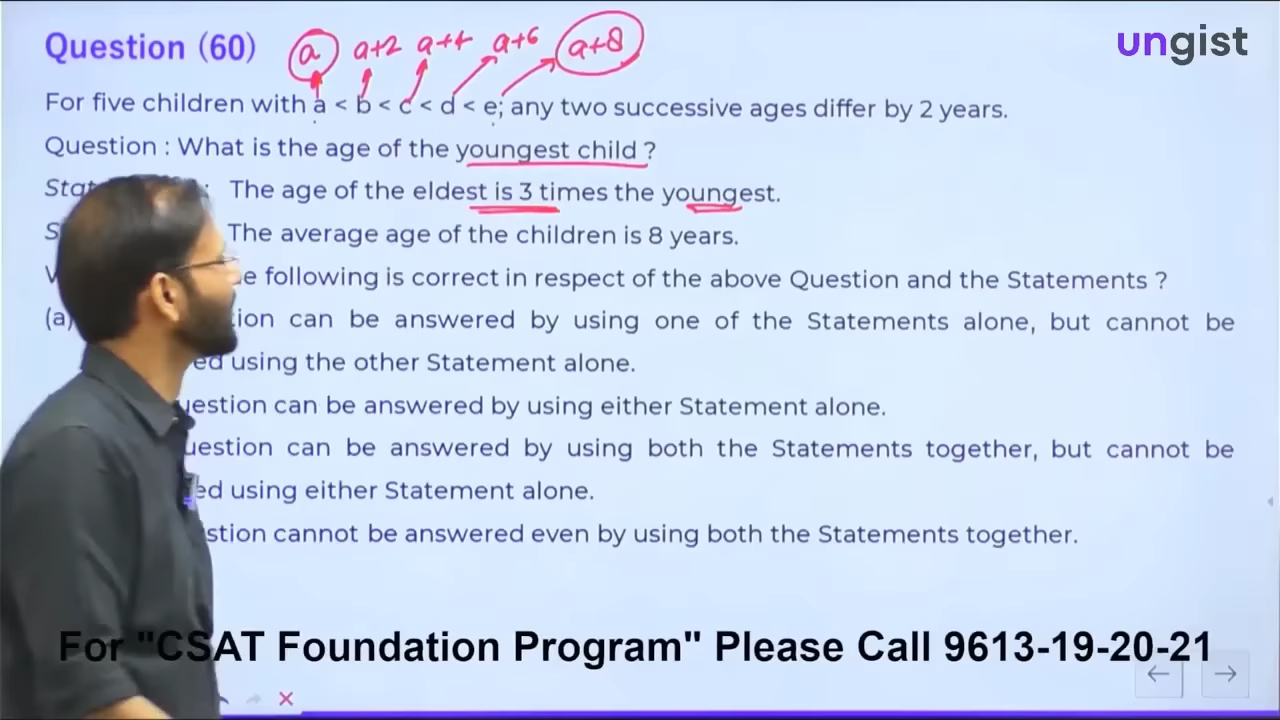 Question (60)
a a+2 a+4 a+6 a+8
ungist
For five children with a < b < c < d < e; any two successive ages differ by 2 years.
Question : What is the age of the youngest child ?
The age of the eldest is 3 times the youngest.
The average age of the children is 8 years.
following is correct in respect of the above Question and the Statements ?
(a) can be answered by using one of the Statements alone, but cannot be
using the other Statement alone.
can be answered by using either Statement alone.
can be answered by using both the Statements together, but cannot be
using either Statement alone.
cannot be answered even by using both the Statements together.
For "CSAT Foundation Program" Please Call 9613-19-20-21